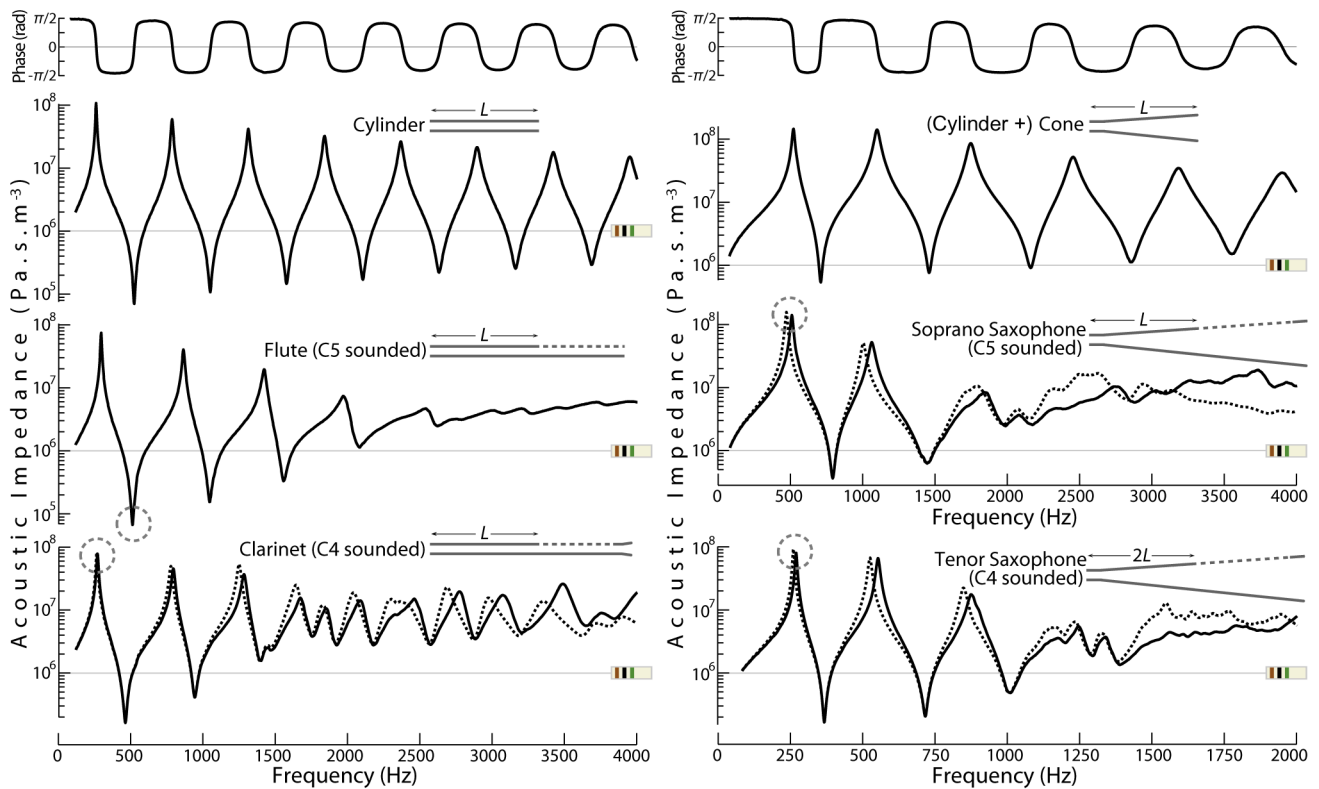 Phase (rad)
π/2
0
-π/2
Phase (rad)
π/2
0
-π/2
Acoustic Impedance (Pa.s.m⁻³)
10⁸
10⁷
10⁶
10⁵
Cylinder
L
10⁸
10⁷
10⁶
10⁵
Flute (C5 sounded)
L
10⁸
10⁷
10⁶
Clarinet (C4 sounded)
L
0 500 1000 1500 2000 2500 3000 3500 4000
Frequency (Hz)
Acoustic Impedance (Pa.s.m⁻³)
10⁸
10⁷
10⁶
(Cylinder +) Cone
L
10⁸
10⁷
10⁶
Soprano Saxophone
(C5 sounded)
L
0 500 1000 1500 2000 2500 3000 3500 4000
Frequency (Hz)
10⁸
10⁷
10⁶
Tenor Saxophone
(C4 sounded)
2L
0 250 500 750 1000 1250 1500 1750 2000
Frequency (Hz)